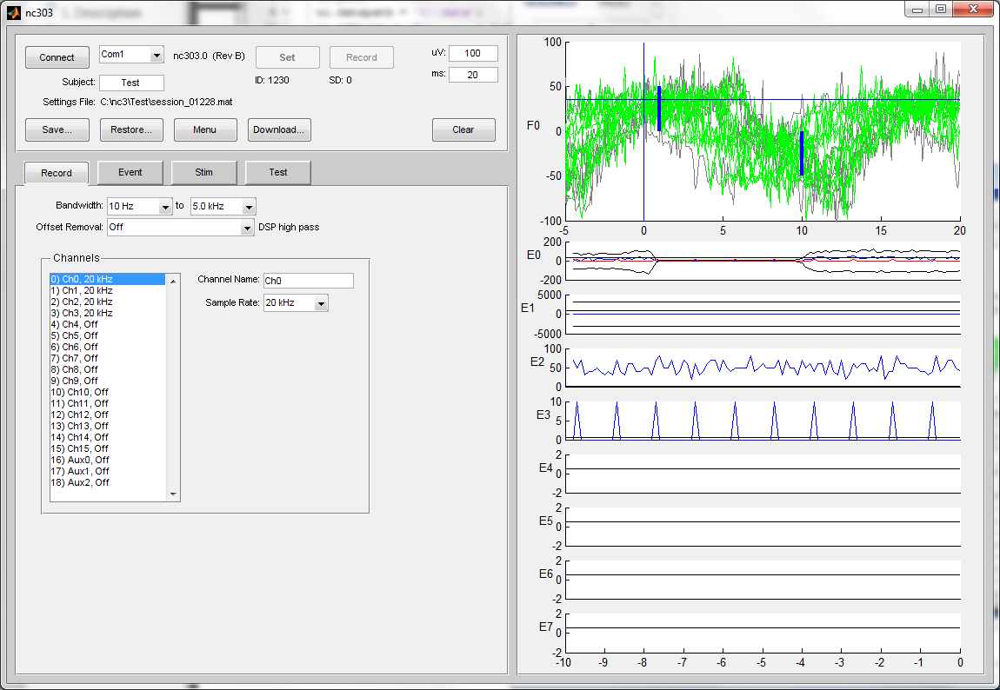 nc303
Connect Com1 nc303.0 (Rev B) Set Record uV: 100
Subject: Test ID: 1230 SD: 0 ms: 20
Settings File: C:\nc3\Test\session_01228.mat
Save... Restore... Menu Download... Clear
Record Event Stim Test
Bandwidth: 10 Hz to 5.0 kHz
Offset Removal: Off DSP high pass
Channels
0) Ch0, 20 kHz
1) Ch1, 20 kHz
2) Ch2, 20 kHz
3) Ch3, 20 kHz
4) Ch4, Off
5) Ch5, Off
6) Ch6, Off
7) Ch7, Off
8) Ch8, Off
9) Ch9, Off
10) Ch10, Off
11) Ch11, Off
12) Ch12, Off
13) Ch13, Off
14) Ch14, Off
15) Ch15, Off
16) Aux0, Off
17) Aux1, Off
18) Aux2, Off
Channel Name: Ch0
Sample Rate: 20 kHz
100
50
F0 0
-50
-100
-5 0 5 10 15 20
200
E0 0
-200
5000
E1 0
-5000
100
E2 50
0
10
E3 5
0
2
E4 0
-2
2
E5 0
-2
2
E6 0
-2
2
E7 0
-2
-10 -9 -8 -7 -6 -5 -4 -3 -2 -1 0